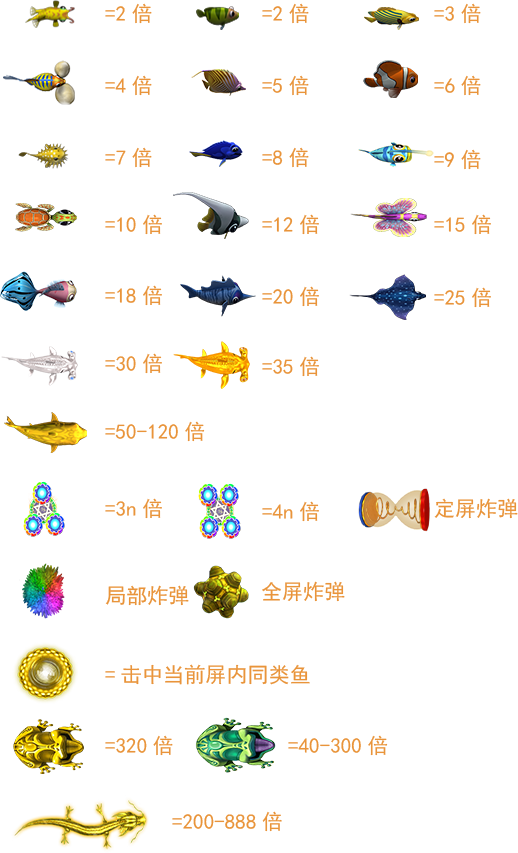 =2 倍 =2 倍 =3 倍
=4 倍 =5 倍 =6 倍
=7 倍 =8 倍 =9 倍
=10 倍 =12 倍 =15 倍
=18 倍 =20 倍 =25 倍
=30 倍 =35 倍
=50-120 倍
=3n 倍 =4n 倍 定屏炸弹
局部炸弹 全屏炸弹
= 击中当前屏内同类鱼
=320 倍 =40-300 倍
=200-888 倍